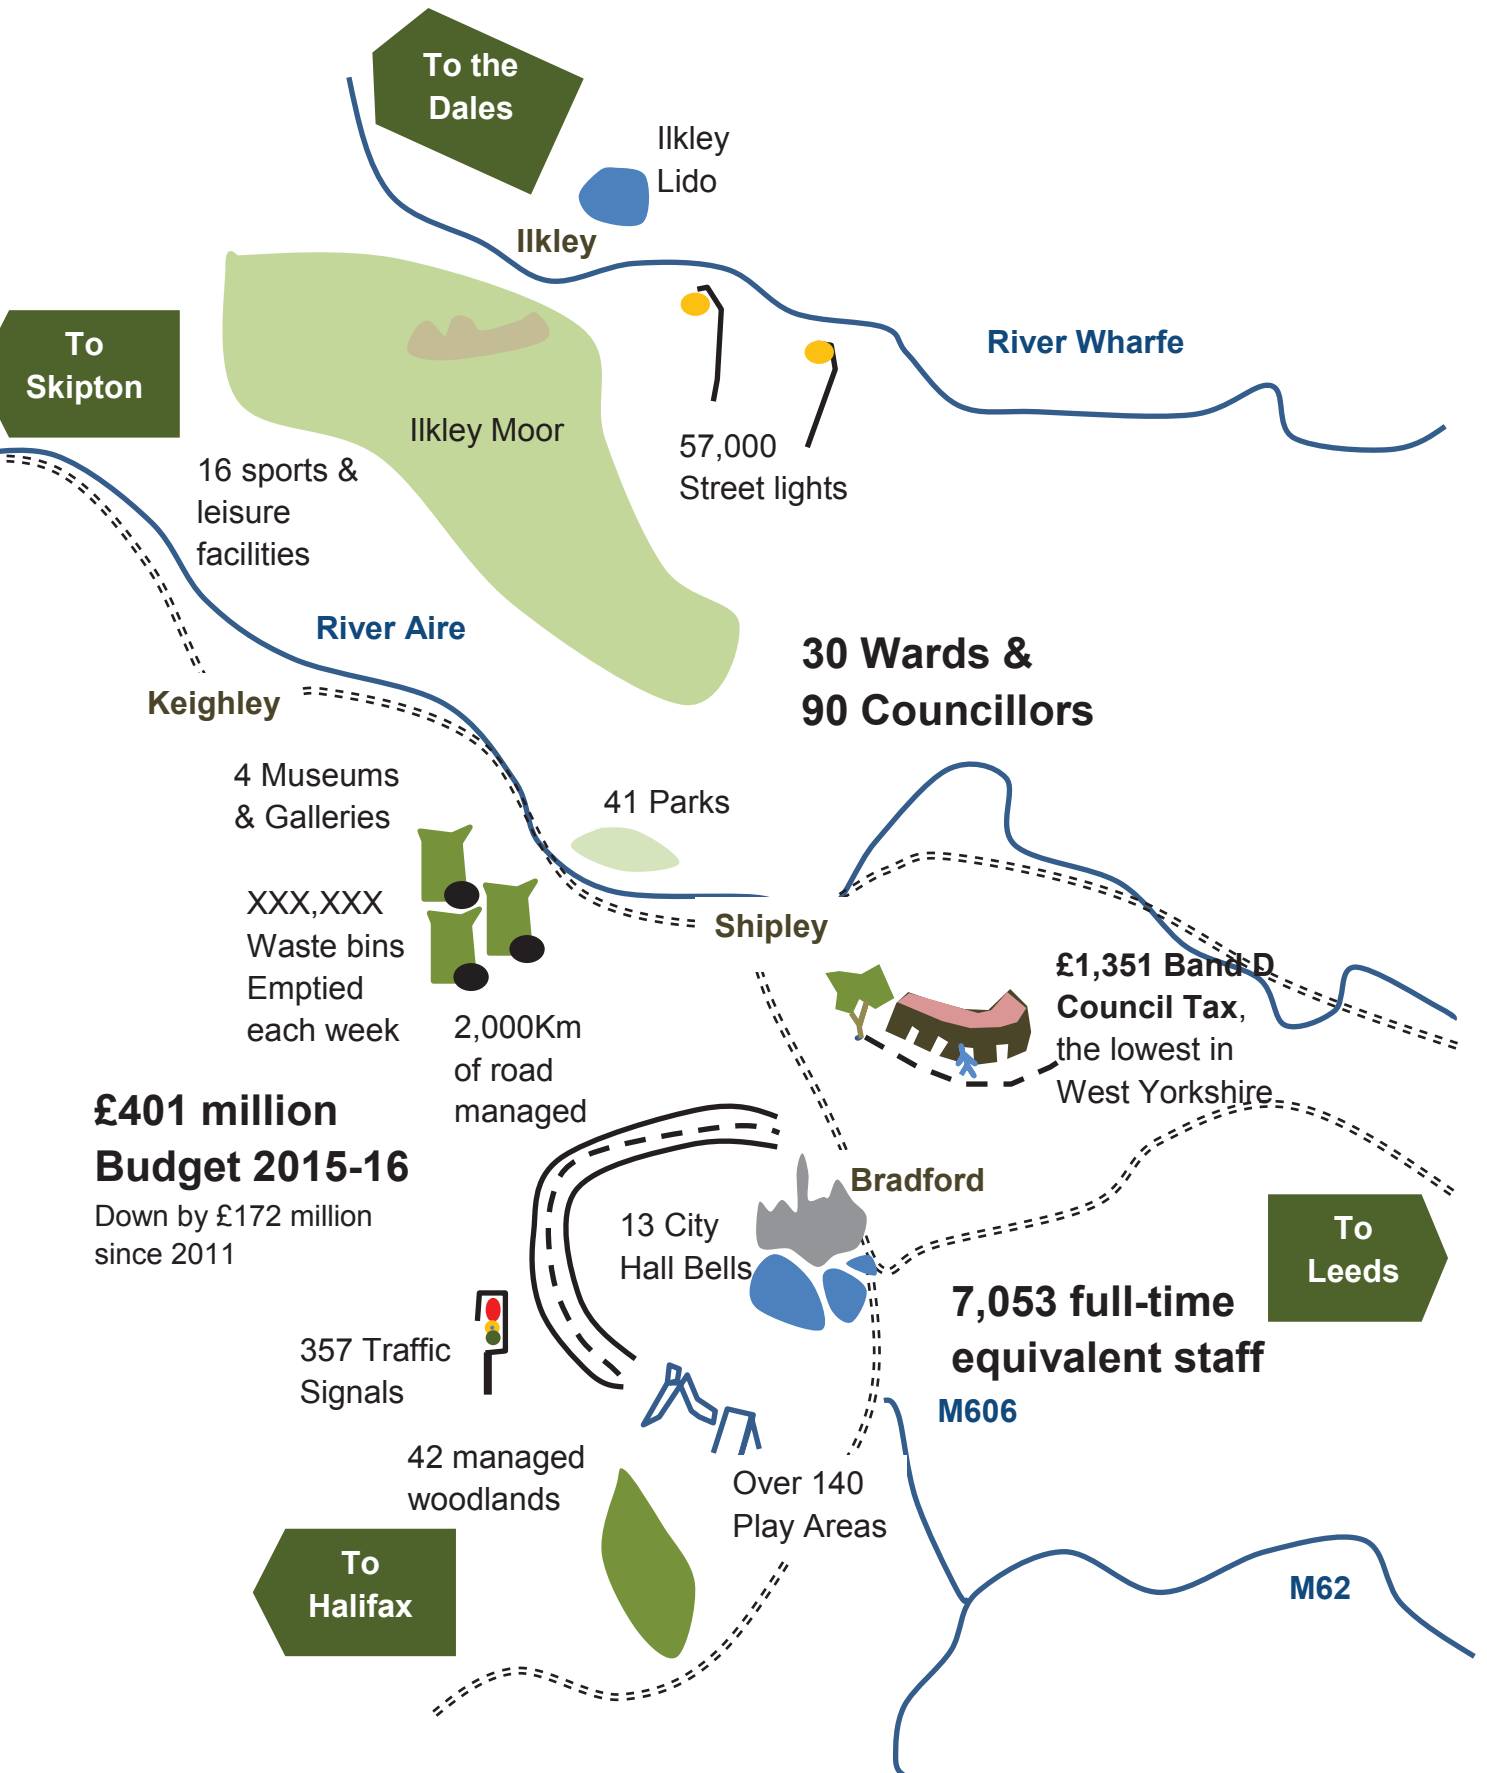 To the
Dales
Ilkley
Lido
Ilkley
To
Skipton
River Wharfe
Ilkley Moor
57,000
Street lights
16 sports &
leisure
facilities
River Aire
30 Wards &
90 Councillors
Keighley
4 Museums
& Galleries
41 Parks
XXX,XXX
Waste bins
Emptied
each week
Shipley
£1,351 Band D
Council Tax,
the lowest in
West Yorkshire
2,000Km
of road
managed
£401 million
Budget 2015-16
Down by £172 million
since 2011
Bradford
13 City
Hall Bells
To
Leeds
7,053 full-time
equivalent staff
357 Traffic
Signals
M606
42 managed
woodlands
Over 140
Play Areas
To
Halifax
M62